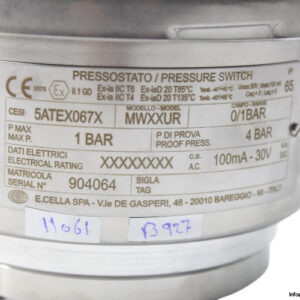 PRESSOSTATO / PRESSURE SWITCH
CE 0575 Ex II 1 GD Ex-ia IIC T6 Ex-iaD 20 T85°C
Ex-ia IIC T4 Ex-iaD 20 T135°C
IP 65
CESI 5ATEX067X MODELLO - MODEL MWXXUR CAMPO - RANGE 0/1BAR
P MAX 1 BAR P DI PROVA PROOF PRESS. 4 BAR
DATI ELETTRICI ELECTRICAL RATING XXXXXXXX C.C. 100mA - 30V
MATRICOLA SERIAL N° 904064 SIGLA TAG
E.CELLA SPA - V.le DE GASPERI, 48 - 20010 BAREGGIO - MI - ITALY
11061 B927